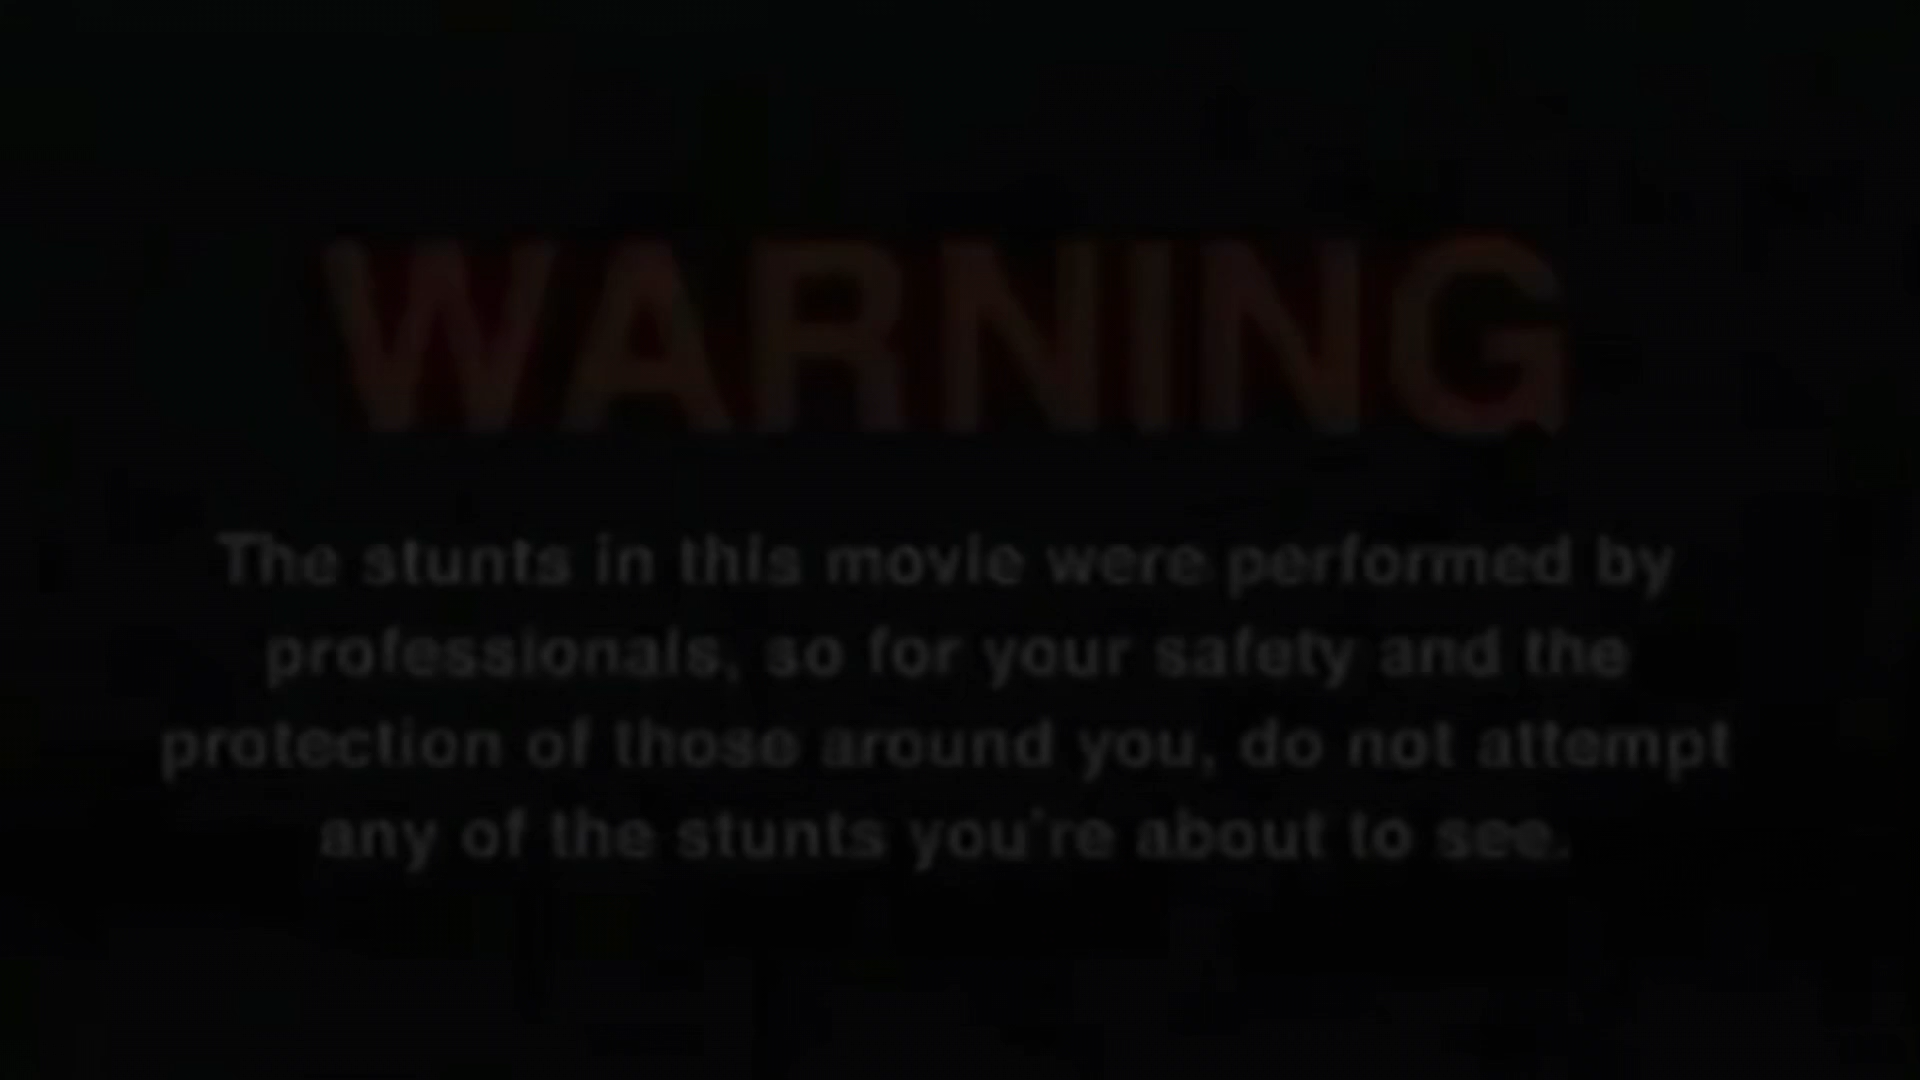 WARNING
The stunts in this movie were performed by
professionals, so for your safety and the
protection of those around you, do not attempt
any of the stunts you're about to see.